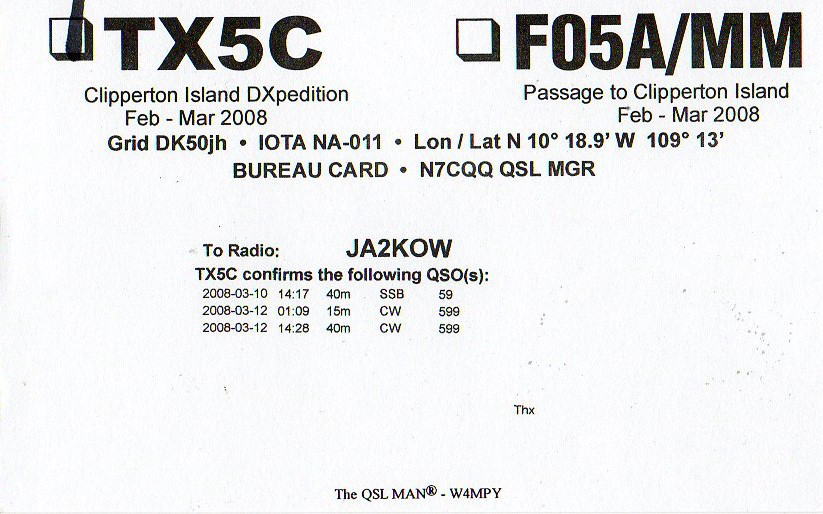 TX5C F05A/MM
Clipperton Island DXpedition Passage to Clipperton Island
Feb - Mar 2008 Feb - Mar 2008
Grid DK50jh • IOTA NA-011 • Lon / Lat N 10° 18.9’ W 109° 13’
BUREAU CARD • N7CQQ QSL MGR
To Radio: JA2KOW
TX5C confirms the following QSO(s):
2008-03-10 14:17 40m SSB 59
2008-03-12 01:09 15m CW 599
2008-03-12 14:28 40m CW 599
Thx
The QSL MAN® - W4MPY